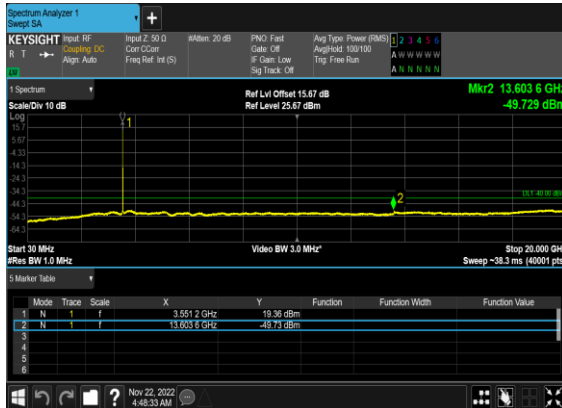 Spectrum Analyzer 1
Swept SA
+
KEYSIGHT Input: RF Input Z: 50 Ω #Atten: 20 dB PNO: Fast Avg Type: Power (RMS) 1 2 3 4 5 6
R T Coupling: DC Corr CCorr Gate: Off Avg|Hold: 100/100 A W W W W W
Align: Auto Freq Ref: Int (S) IF Gain: Low Trig: Free Run
Sig Track: Off A N N N N N
1 Spectrum Ref Lvl Offset 15.67 dB Mkr2 13.603 6 GHz
Scale/Div 10 dB Ref Level 25.67 dBm -49.729 dBm
Log
15.7
5.67
-4.33
-14.3
-24.3
-34.3
-44.3
-54.3
-64.3
1
2
DL1 -40.00 dBm
Start 30 MHz Video BW 3.0 MHz* Stop 20.000 GHz
#Res BW 1.0 MHz Sweep ~38.3 ms (40001 pts)
5 Marker Table
Mode Trace Scale X Y Function Function Width Function Value
1 N 1 f 3.551 2 GHz 19.36 dBm
2 N 1 f 13.603 6 GHz -49.73 dBm
3
4
5
6
? Nov 22, 2022
4:48:33 AM